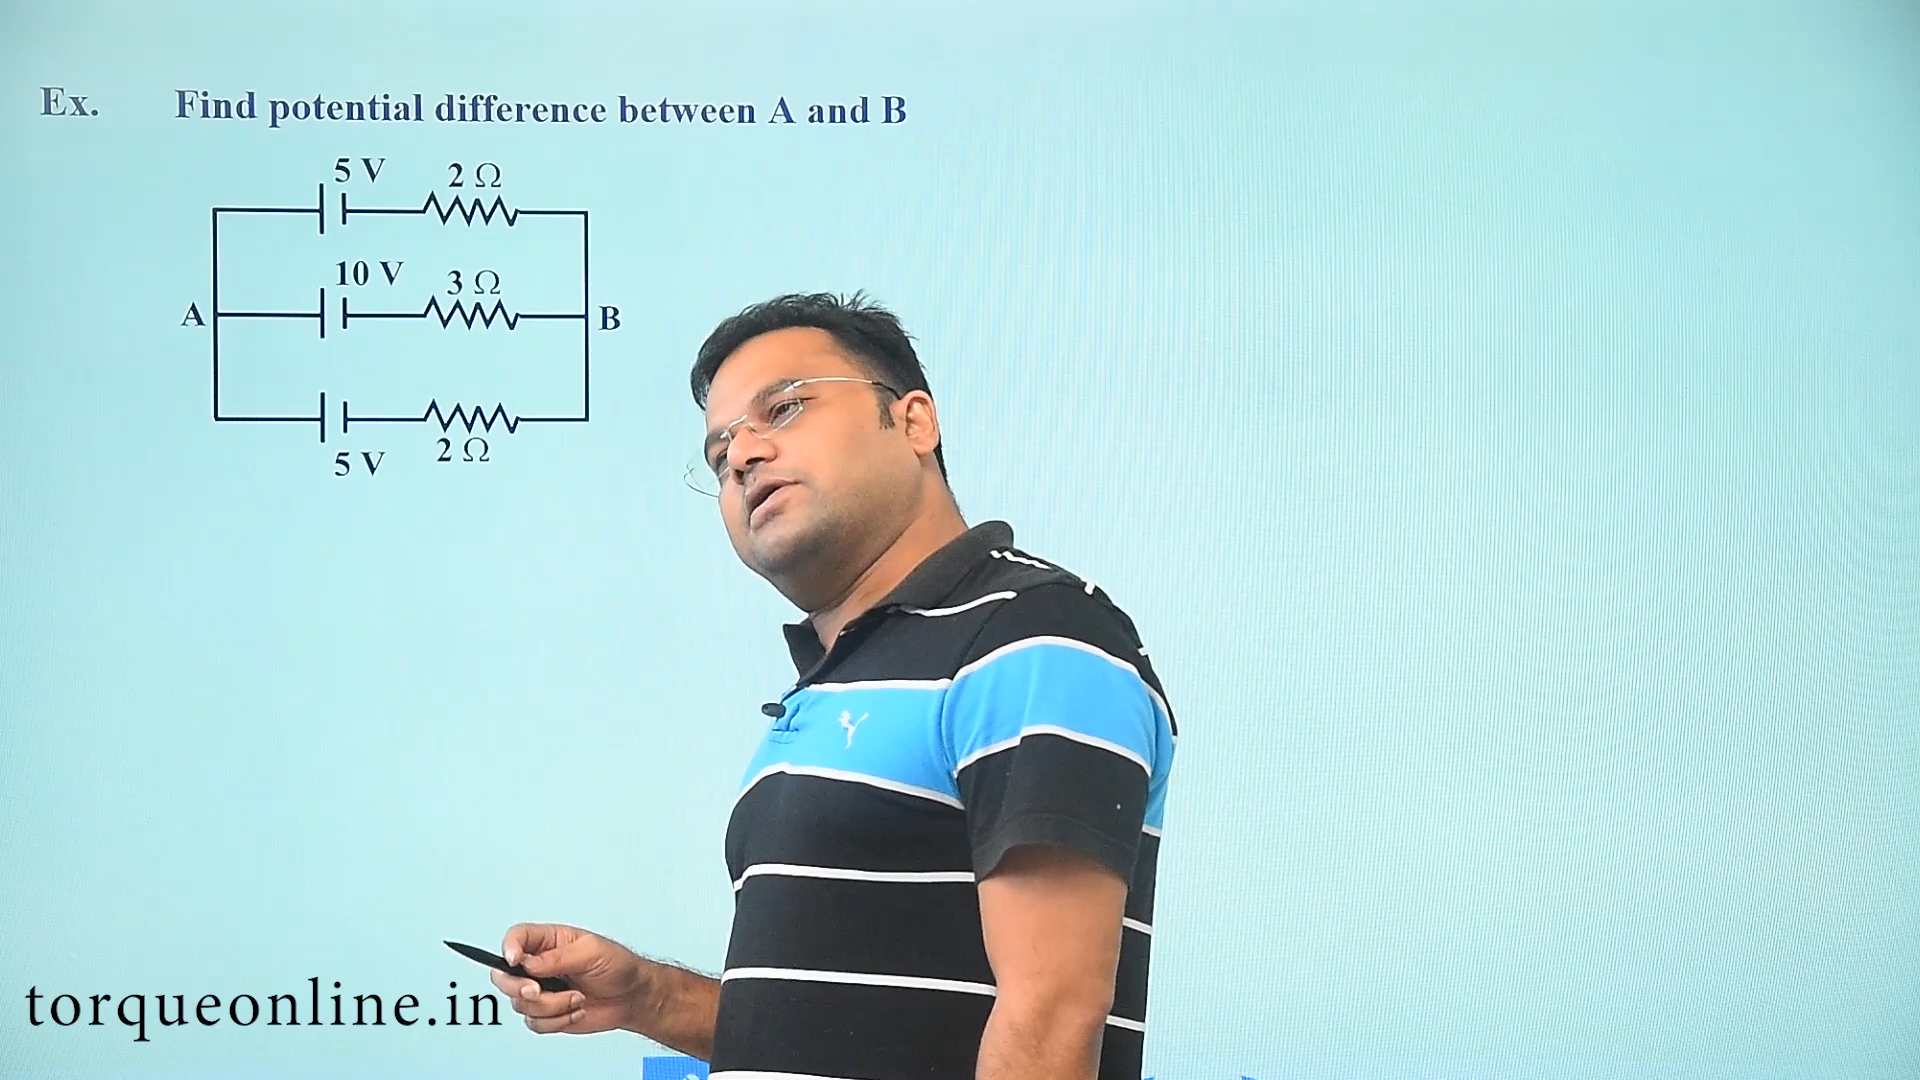 Ex. Find potential difference between A and B
5 V 2 Ω
10 V 3 Ω
A B
5 V 2 Ω
torqueonline.in